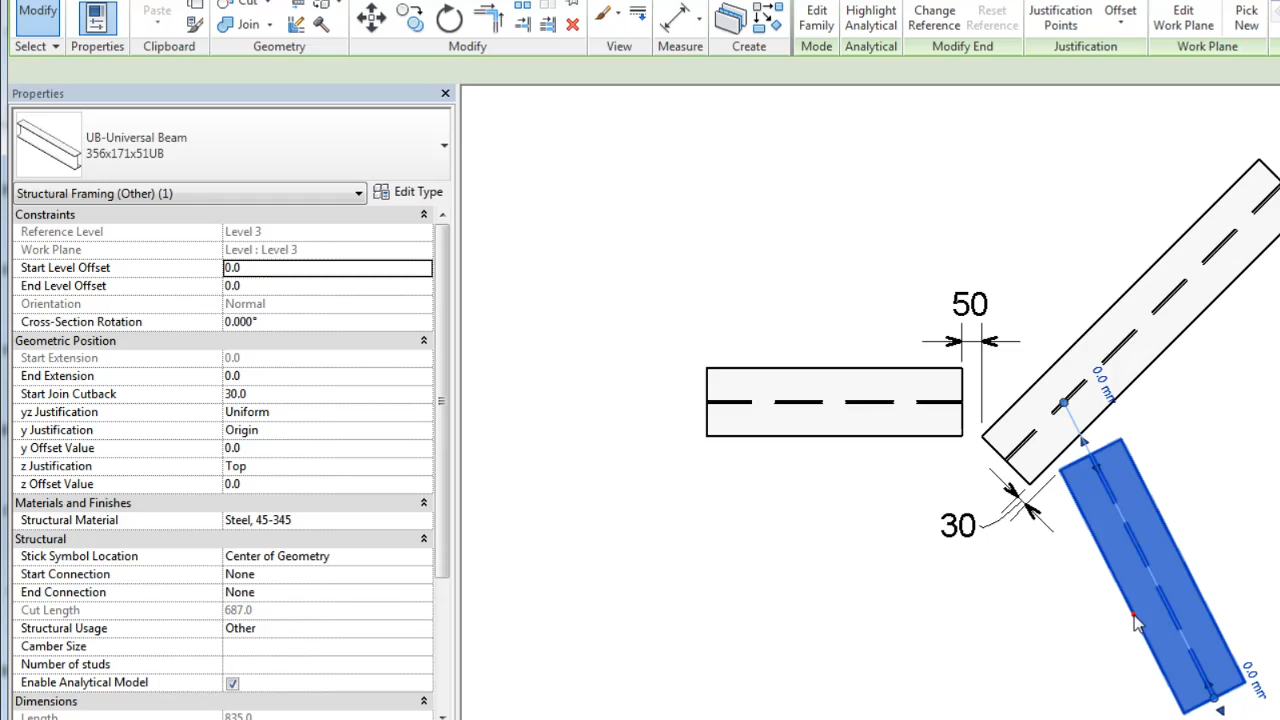 Modify
Paste
Cut
Join
Edit Family
Highlight Analytical
Change Reference
Reset Reference
Justification Points
Offset
Edit Work Plane
Pick New
Select
Properties
Clipboard
Geometry
Modify
View
Measure
Create
Mode
Analytical
Modify End
Justification
Work Plane
Properties
UB-Universal Beam
356x171x51UB
Structural Framing (Other) (1)
Edit Type
Constraints
Reference Level Level 3
Work Plane Level : Level 3
Start Level Offset 0.0
End Level Offset 0.0
Orientation Normal
Cross-Section Rotation 0.000°
Geometric Position
Start Extension 0.0
End Extension 0.0
Start Join Cutback 30.0
yz Justification Uniform
y Justification Origin
y Offset Value 0.0
z Justification Top
z Offset Value 0.0
Materials and Finishes
Structural Material Steel, 45-345
Structural
Stick Symbol Location Center of Geometry
Start Connection None
End Connection None
Cut Length 687.0
Structural Usage Other
Camber Size
Number of studs
Enable Analytical Model
Dimensions
Length 835.0
50
0.0 mm
30
0.0 mm